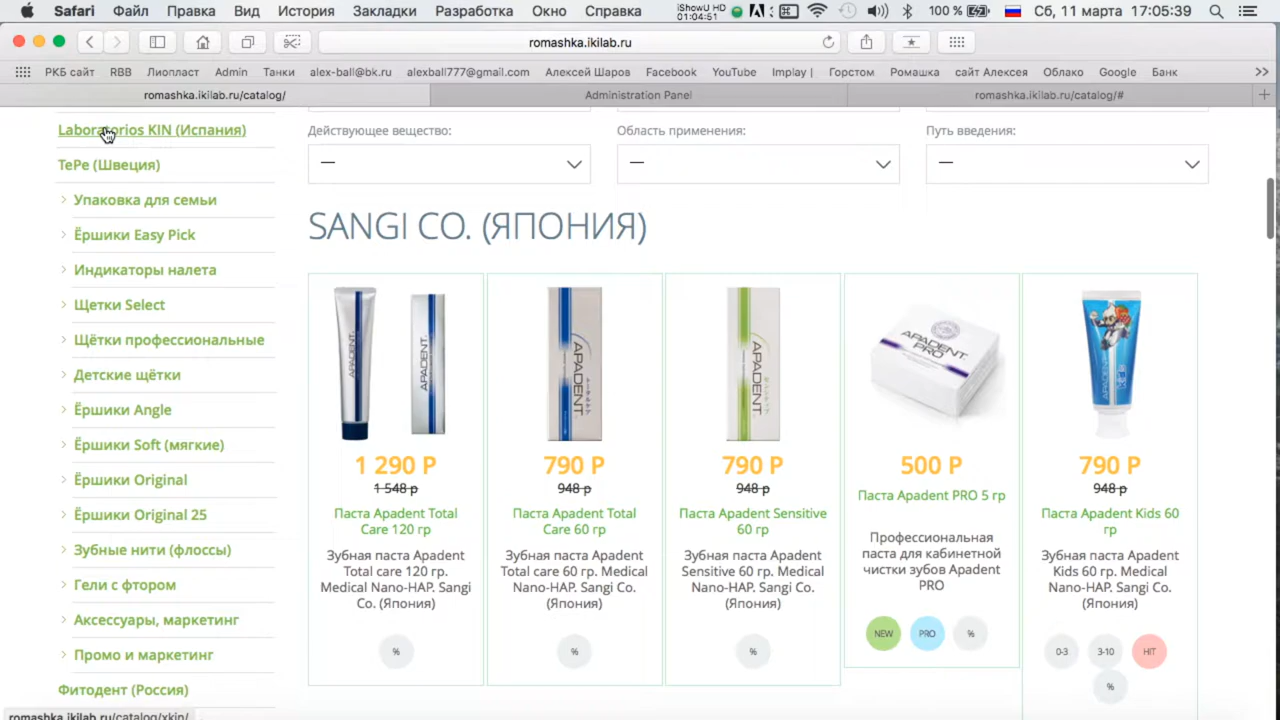 Safari Файл Правка Вид История Закладки Разработка Окно Справка iShowU HD 01:04:51 100 % Сб, 11 марта 17:05:39
romashka.ikilab.ru
РКБ сайт RBB Лиопласт Admin Танки alex-ball@bk.ru alexball777@gmail.com Алексей Шаров Facebook YouTube Implay | Горстом Ромашка сайт Алексея Облако Google Банк
romashka.ikilab.ru/catalog/ Administration Panel romashka.ikilab.ru/catalog/#
Laboratorios KIN (Испания)
TePe (Швеция)
Упаковка для семьи
Ёршики Easy Pick
Индикаторы налета
Щетки Select
Щётки профессиональные
Детские щётки
Ёршики Angle
Ёршики Soft (мягкие)
Ёршики Original
Ёршики Original 25
Зубные нити (флоссы)
Гели с фтором
Аксессуары, маркетинг
Промо и маркетинг
Фитодент (Россия)
romashka.ikilab.ru/catalog/xkin/
Действующее вещество: Область применения: Путь введения:
— — —
SANGI CO. (ЯПОНИЯ)
APADENT APADENT
1 290 Р
1 548 р
Паста Apadent Total
Care 120 гр
Зубная паста Apadent
Total care 120 гр.
Medical Nano-HAP. Sangi
Co. (Япония)
%
APADENT
790 Р
948 р
Паста Apadent Total
Care 60 гр
Зубная паста Apadent
Total care 60 гр. Medical
Nano-HAP. Sangi Co.
(Япония)
%
APADENT
790 Р
948 р
Паста Apadent Sensitive
60 гр
Зубная паста Apadent
Sensitive 60 гр. Medical
Nano-HAP. Sangi Co.
(Япония)
%
APADENT PRO
500 Р
Паста Apadent PRO 5 гр
Профессиональная
паста для кабинетной
чистки зубов Apadent
PRO
NEW PRO %
APADENT
790 Р
948 р
Паста Apadent Kids 60
гр
Зубная паста Apadent
Kids 60 гр. Medical
Nano-HAP. Sangi Co.
(Япония)
0-3 3-10 HIT
%